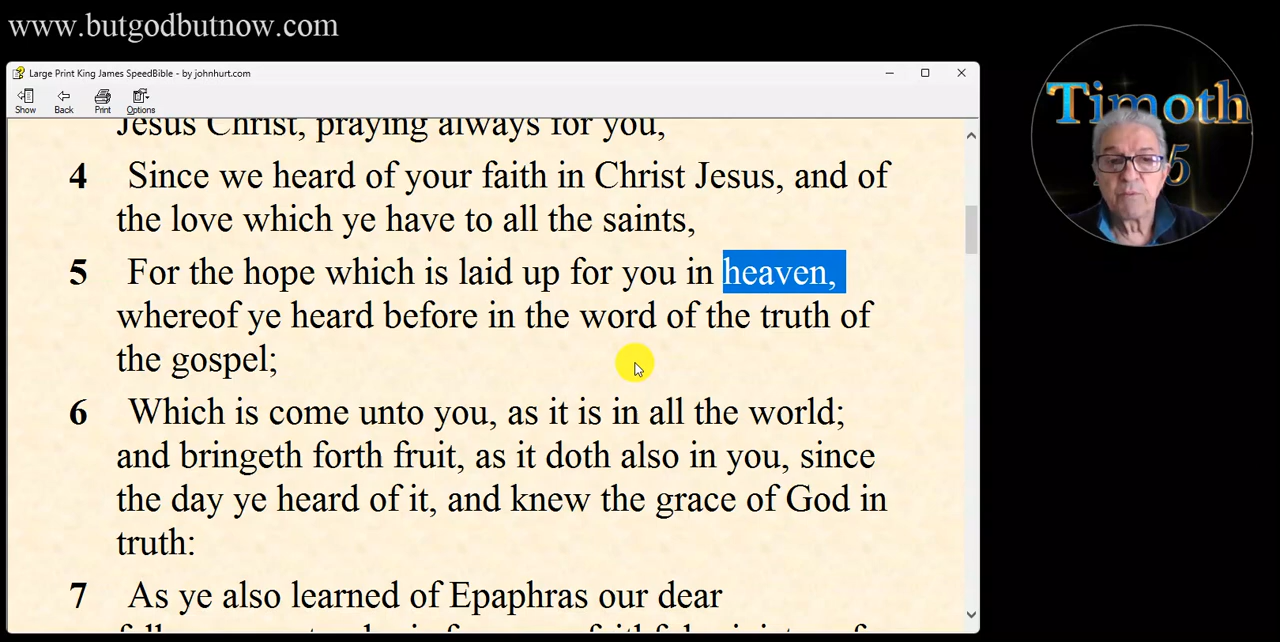 www.butgodbutnow.com
Large Print King James SpeedBible - by johnhurt.com
Show Back Print Options
Jesus Christ, praying always for you,
4 Since we heard of your faith in Christ Jesus, and of
the love which ye have to all the saints,
5 For the hope which is laid up for you in heaven,
whereof ye heard before in the word of the truth of
the gospel;
6 Which is come unto you, as it is in all the world;
and bringeth forth fruit, as it doth also in you, since
the day ye heard of it, and knew the grace of God in
truth:
7 As ye also learned of Epaphras our dear
Timoth
5